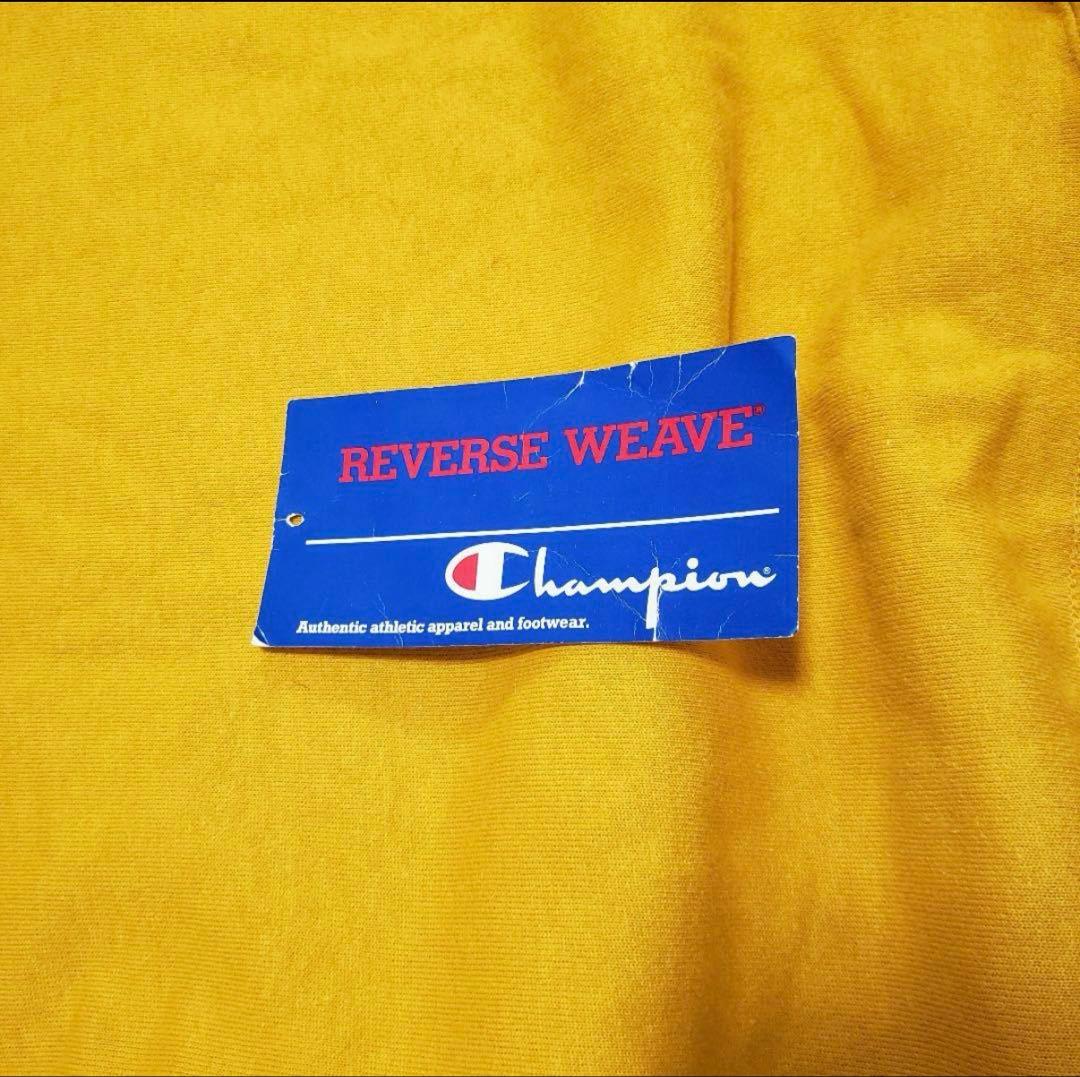 REVERSE WEAVE®
Champion®
Authentic athletic apparel and footwear.